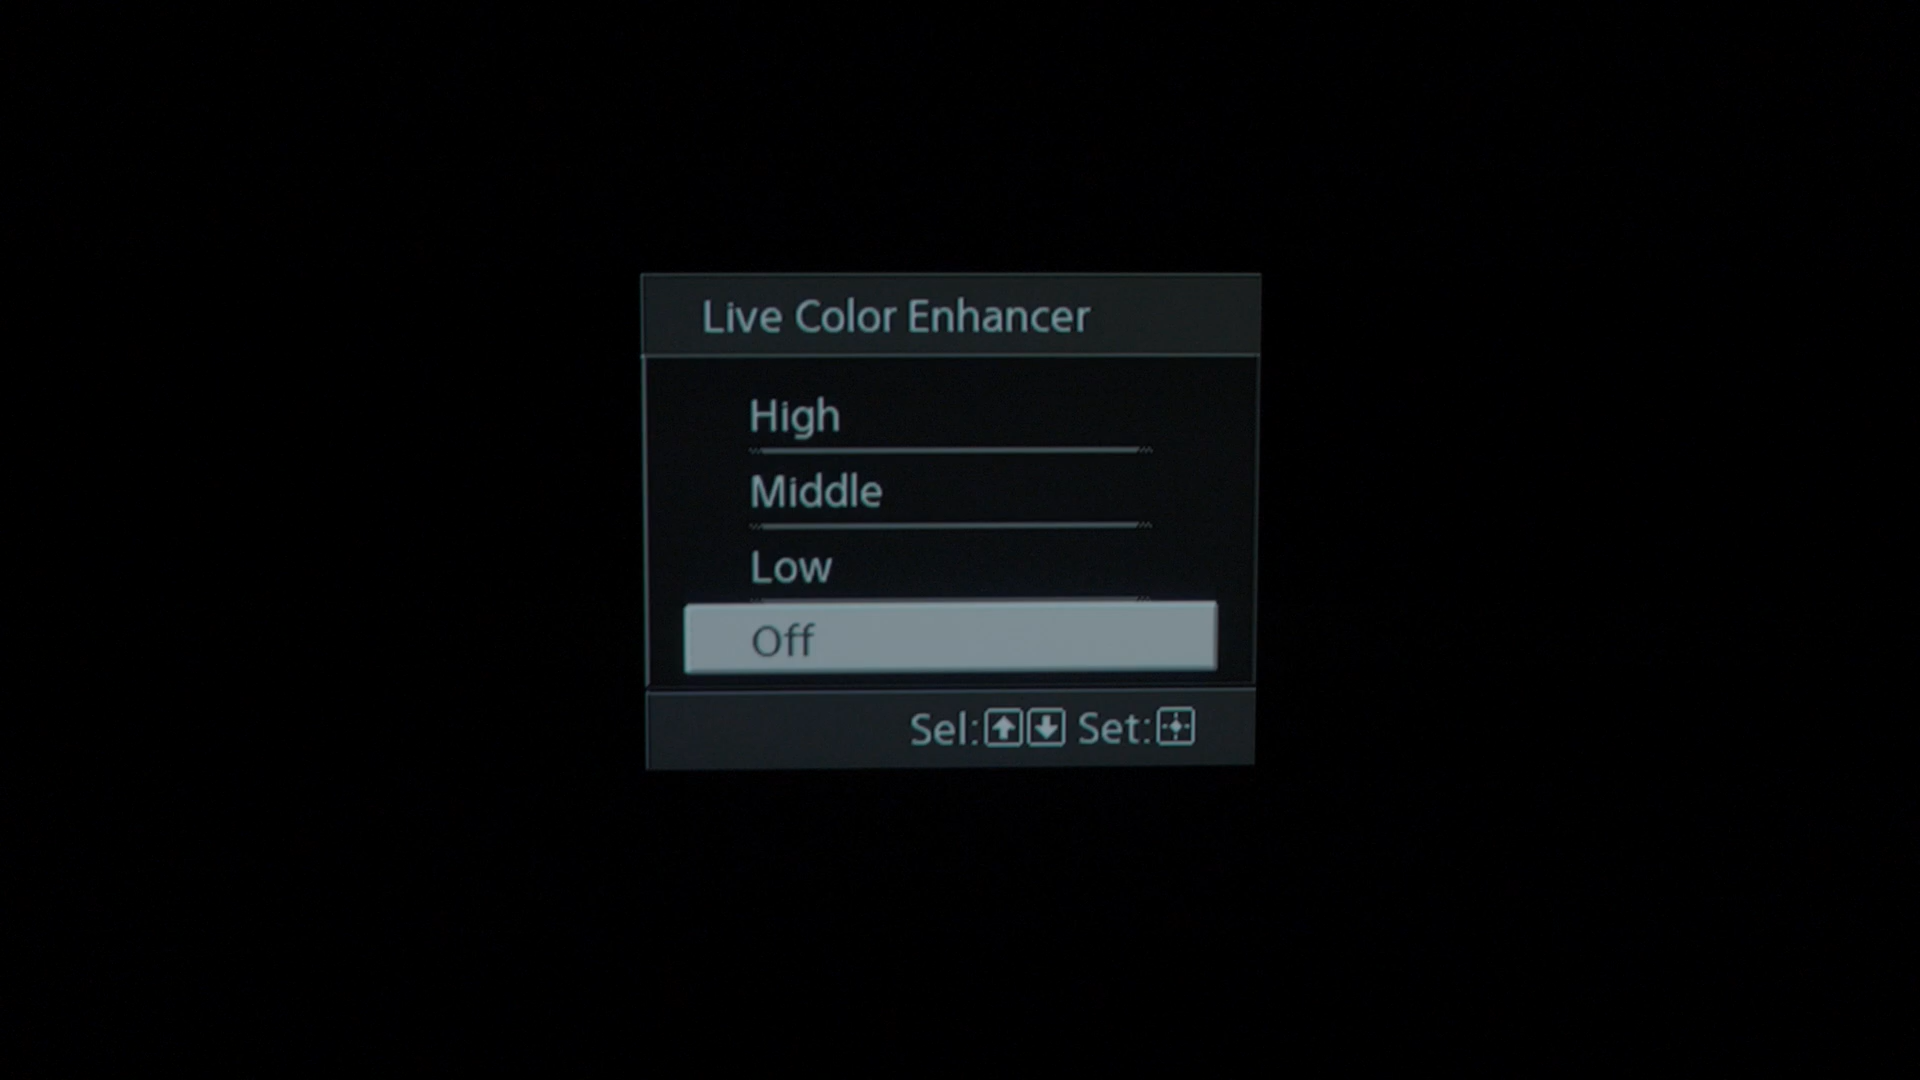 Live Color Enhancer
High
Middle
Low
Off
Sel:⬆⬇ Set: